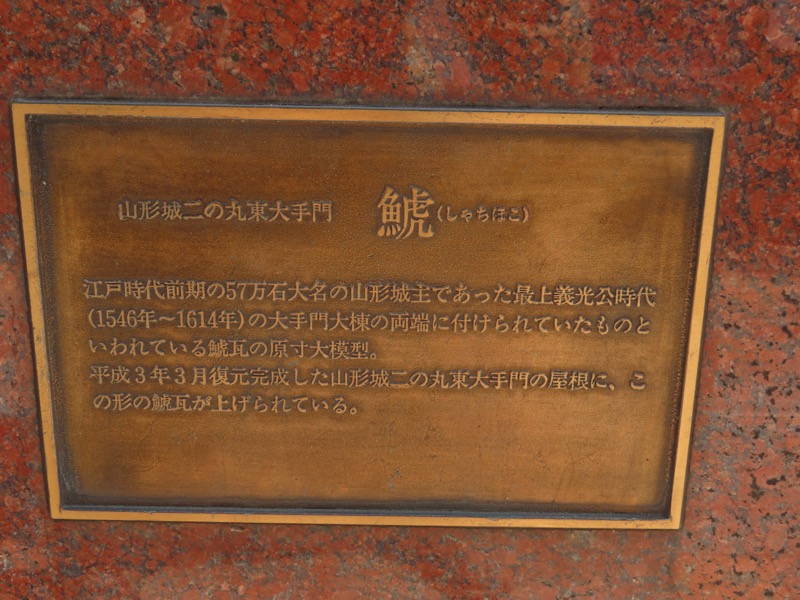 山形城二の丸東大手門 鯱(しゃちほこ)
江戸時代前期の57万石大名の山形城主であった最上義光公時代
(1546年〜1614年)の大手門大棟の両端に付けられていたものと
いわれている鯱瓦の原寸大模型。
平成3年3月復元完成した山形城二の丸東大手門の屋根に、こ
の形の鯱瓦が上げられている。